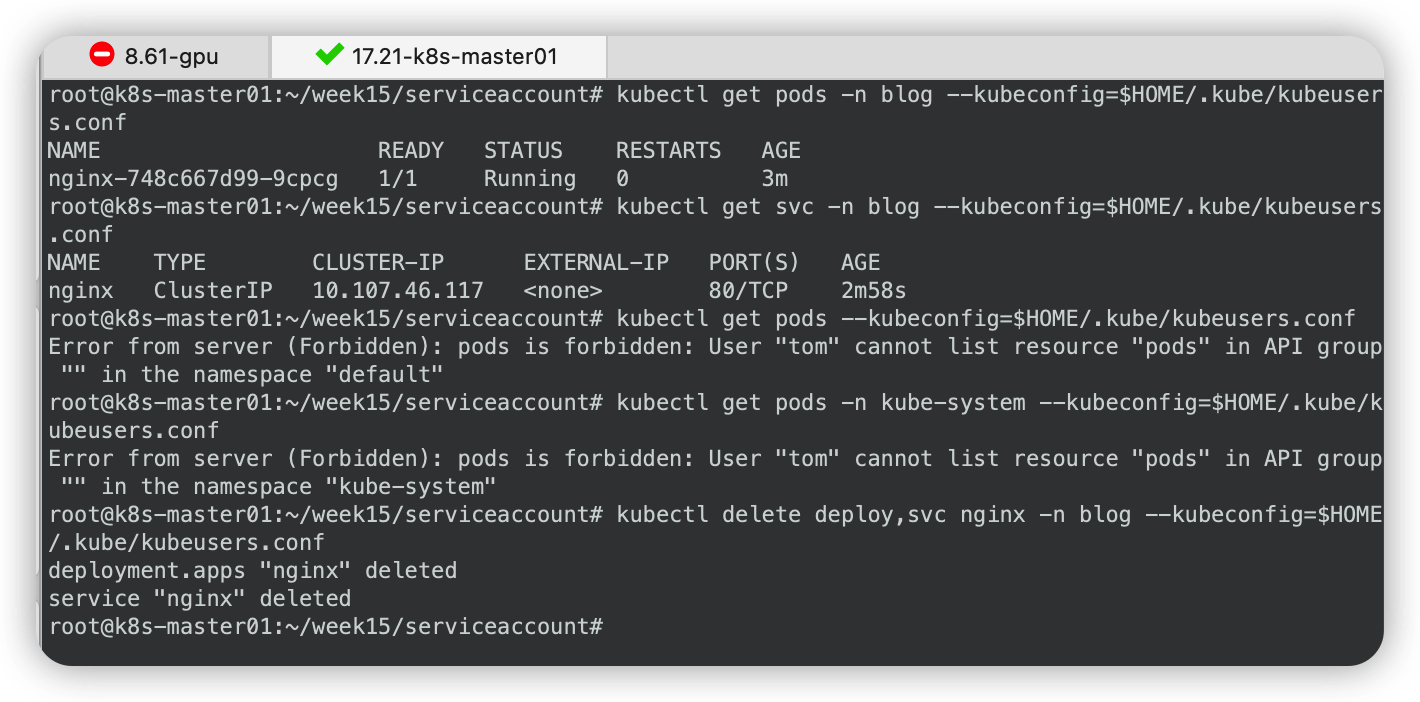 8.61-gpu
17.21-k8s-master01
root@k8s-master01:~/week15/serviceaccount# kubectl get pods -n blog --kubeconfig=$HOME/.kube/kubeuser
s.conf
NAME                     READY   STATUS    RESTARTS   AGE
nginx-748c667d99-9cpcg   1/1     Running   0          3m
root@k8s-master01:~/week15/serviceaccount# kubectl get svc -n blog --kubeconfig=$HOME/.kube/kubeusers
.conf
NAME    TYPE        CLUSTER-IP      EXTERNAL-IP   PORT(S)   AGE
nginx   ClusterIP   10.107.46.117   <none>        80/TCP    2m58s
root@k8s-master01:~/week15/serviceaccount# kubectl get pods --kubeconfig=$HOME/.kube/kubeusers.conf
Error from server (Forbidden): pods is forbidden: User "tom" cannot list resource "pods" in API group
 "" in the namespace "default"
root@k8s-master01:~/week15/serviceaccount# kubectl get pods -n kube-system --kubeconfig=$HOME/.kube/k
ubeusers.conf
Error from server (Forbidden): pods is forbidden: User "tom" cannot list resource "pods" in API group
 "" in the namespace "kube-system"
root@k8s-master01:~/week15/serviceaccount# kubectl delete deploy,svc nginx -n blog --kubeconfig=$HOME
/.kube/kubeusers.conf
deployment.apps "nginx" deleted
service "nginx" deleted
root@k8s-master01:~/week15/serviceaccount#